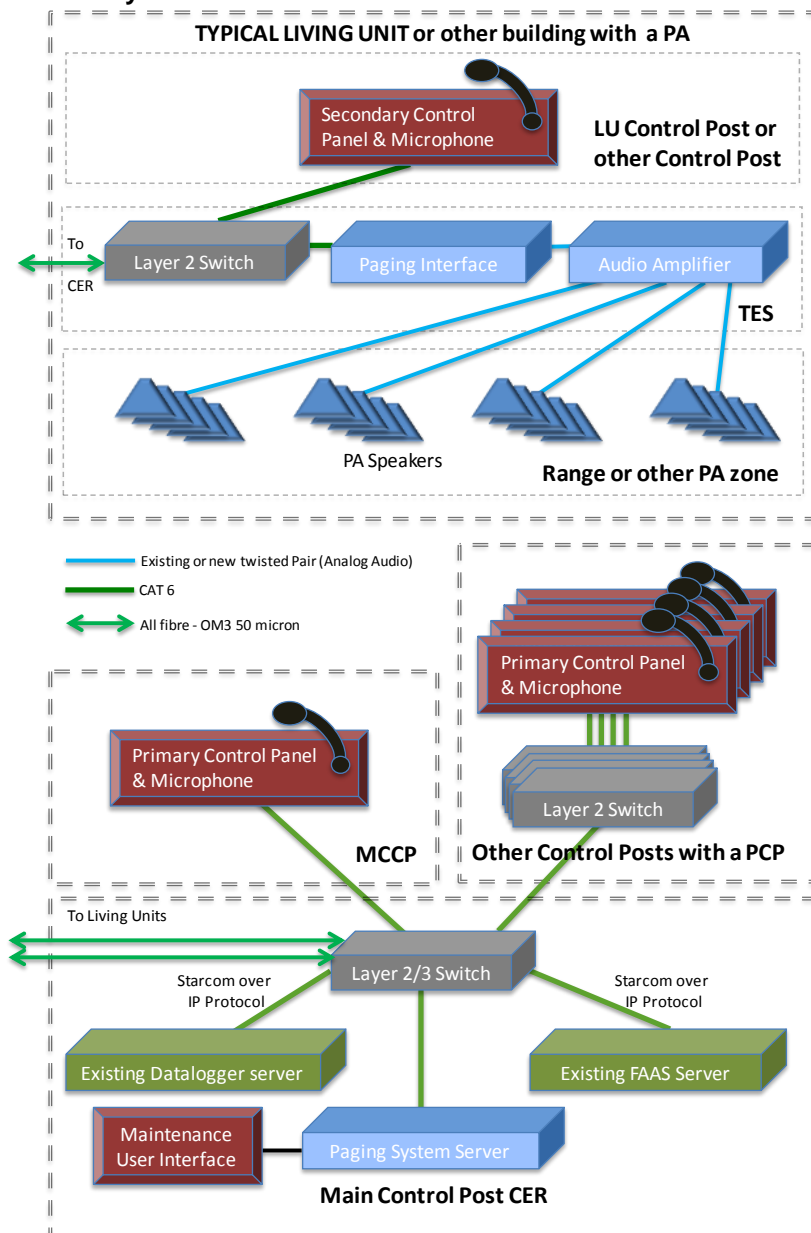 TYPICAL LIVING UNIT or other building with a PA
Secondary Control
Panel & Microphone
LU Control Post or
other Control Post
To
CER
Layer 2 Switch
Paging Interface
Audio Amplifier
TES
PA Speakers
Range or other PA zone
Existing or new twisted Pair (Analog Audio)
CAT 6
All fibre - OM3 50 micron
Primary Control Panel
& Microphone
Layer 2 Switch
Other Control Posts with a PCP
Primary Control Panel
& Microphone
MCCP
To Living Units
Layer 2/3 Switch
Starcom over
IP Protocol
Starcom over
IP Protocol
Existing Datalogger server
Existing FAAS Server
Maintenance
User Interface
Paging System Server
Main Control Post CER